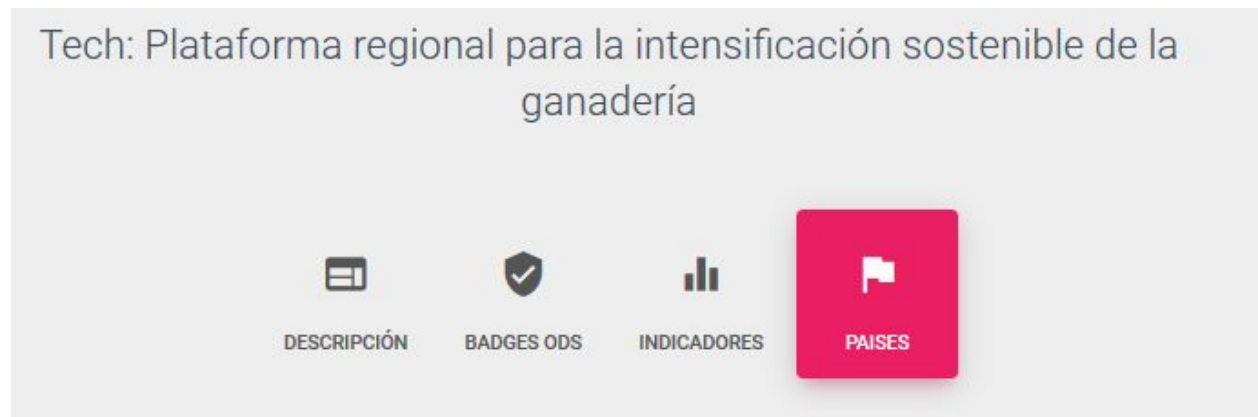 Tech: Plataforma regional para la intensificación sostenible de la
ganadería
DESCRIPCIÓN
BADGES ODS
INDICADORES
PAISES